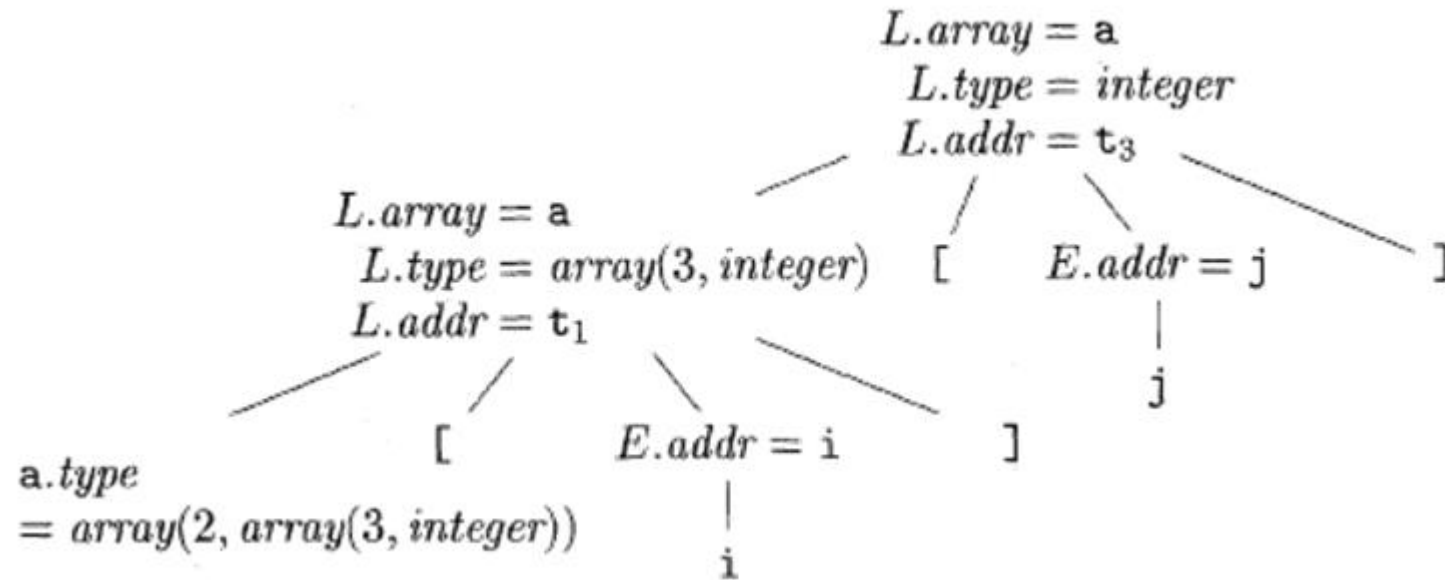 L.array = a
L.type = integer
L.addr = t₃
L.array = a
L.type = array(3, integer)
[
E.addr = j
]
L.addr = t₁
j
[
E.addr = i
]
a.type
= array(2, array(3, integer))
i